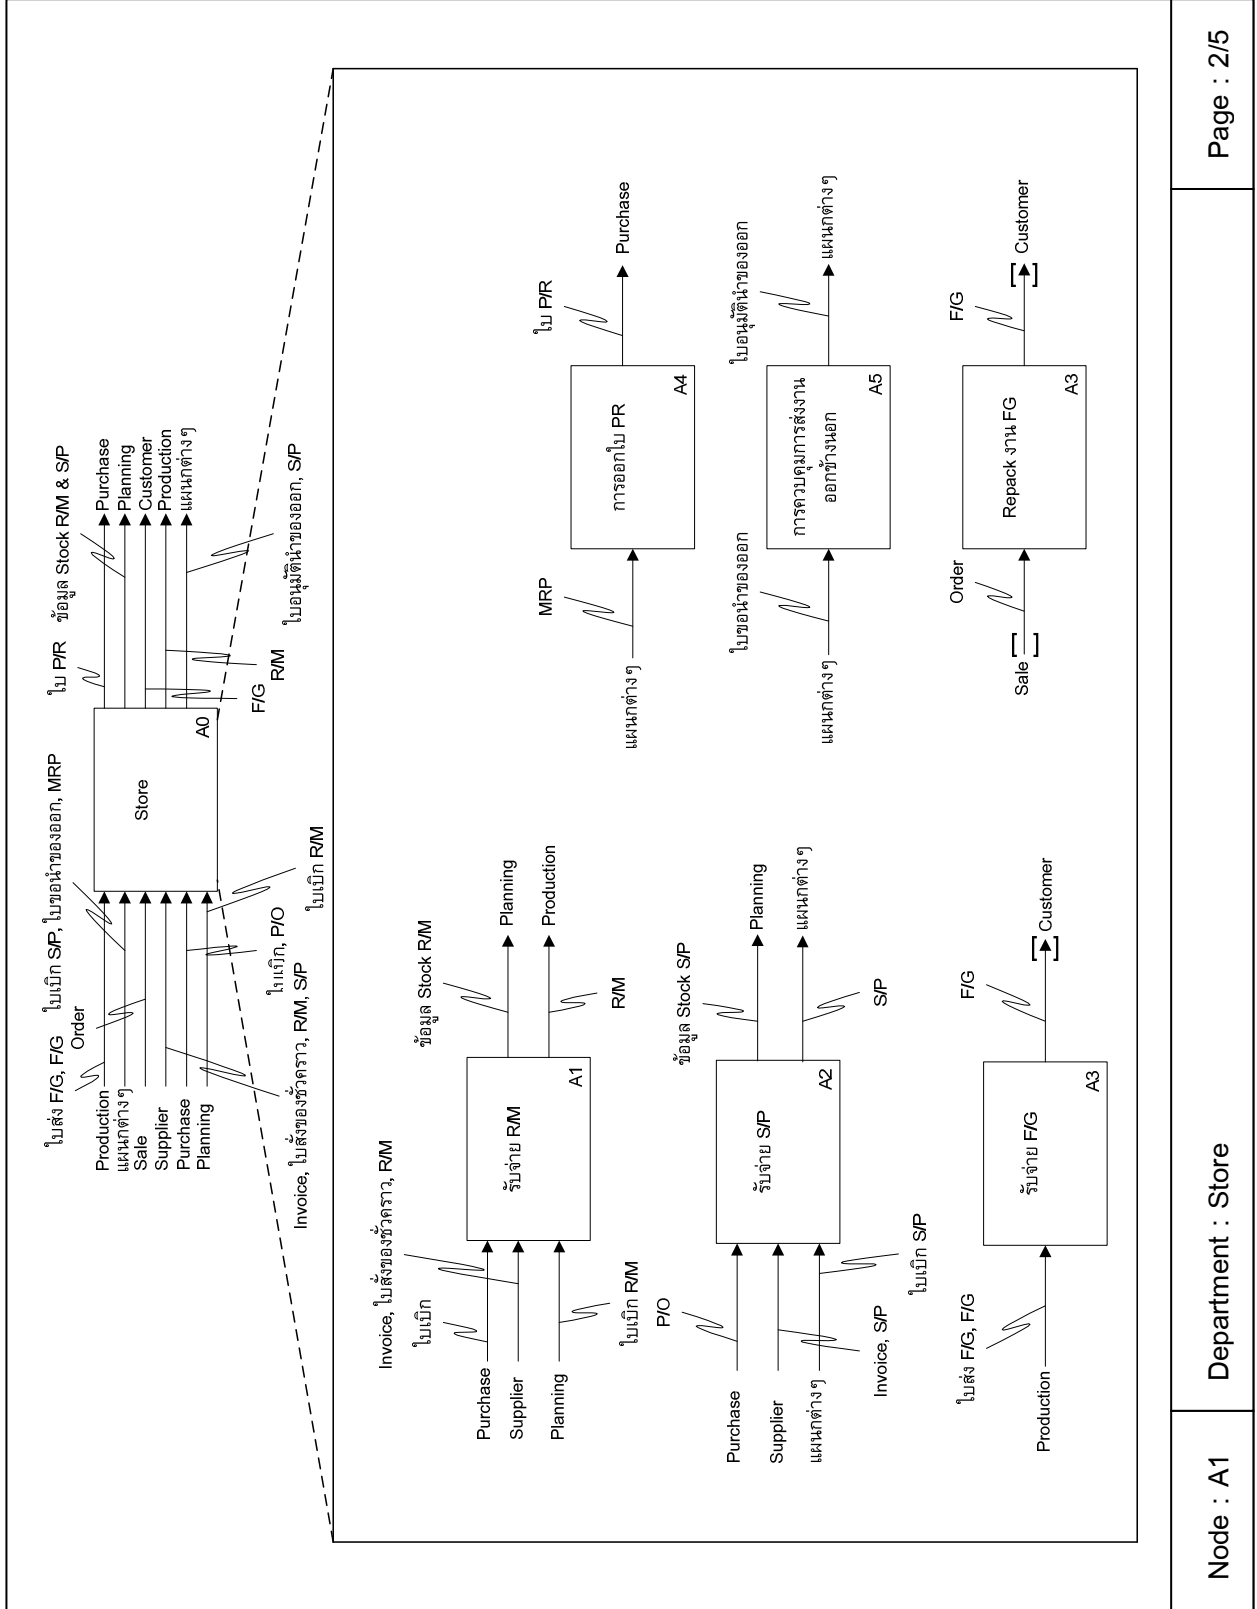 ใบส่ง F/G, F/G
ใบเบิก S/P, ใบขอนำของออก, MRP
Order
Production
แผนกต่างๆ
Sale
Supplier
Purchase
Planning
Invoice, ใบสั่งของชั่วคราว, R/M, S/P
ใบเบิก, P/O
ใบเบิก R/M
Store
A0
ใบ P/R
ข้อมูล Stock R/M & S/P
Purchase
Planning
Customer
Production
แผนกต่างๆ
F/G
R/M
ใบอนุมัตินำของออก, S/P
Invoice, ใบสั่งของชั่วคราว, R/M
ใบเบิก
Purchase
Supplier
Planning
ใบเบิก R/M
รับจ่าย R/M
A1
ข้อมูล Stock R/M
Planning
Production
R/M
MRP
แผนกต่างๆ
การออกใบ PR
A4
ใบ P/R
Purchase
P/O
Purchase
Supplier
แผนกต่างๆ
Invoice, S/P
ใบเบิก S/P
รับจ่าย S/P
A2
ข้อมูล Stock S/P
Planning
แผนกต่างๆ
S/P
ใบขอนำของออก
แผนกต่างๆ
การควบคุมการส่งงาน
ออกข้างนอก
A5
ใบอนุมัตินำของออก
แผนกต่างๆ
ใบส่ง F/G, F/G
Production
รับจ่าย F/G
A3
F/G
Customer
Order
Sale
Repack งาน FG
A3
F/G
Customer
Node : A1
Department : Store
Page : 2/5